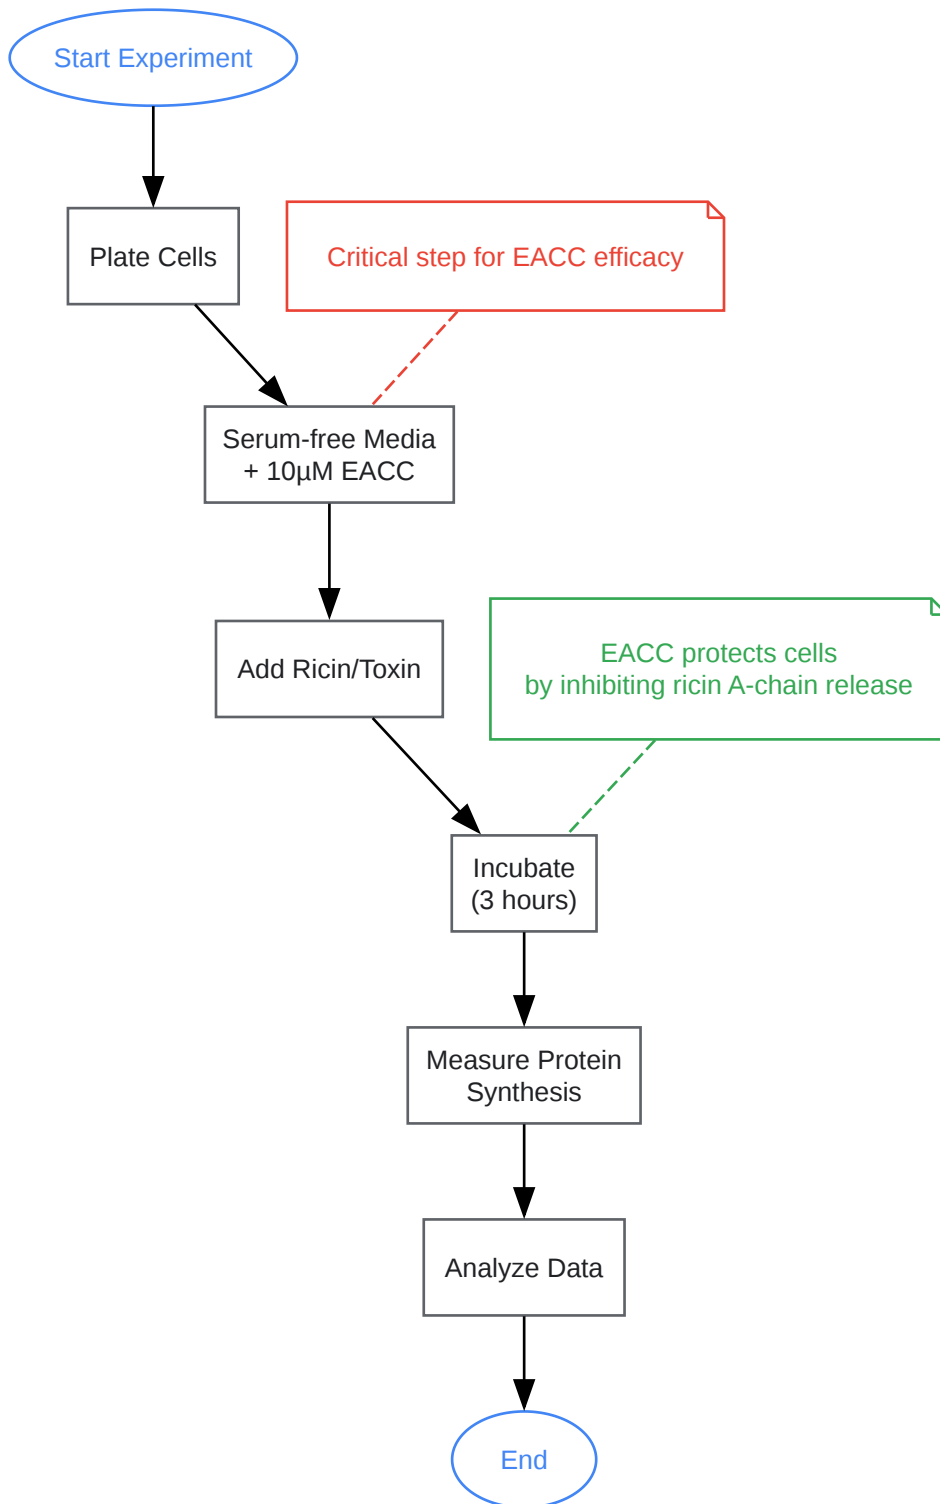 Start Experiment
Plate Cells
Critical step for EACC efficacy
Serum-free Media
+ 10µM EACC
Add Ricin/Toxin
EACC protects cells
by inhibiting ricin A-chain release
Incubate
(3 hours)
Measure Protein
Synthesis
Analyze Data
End